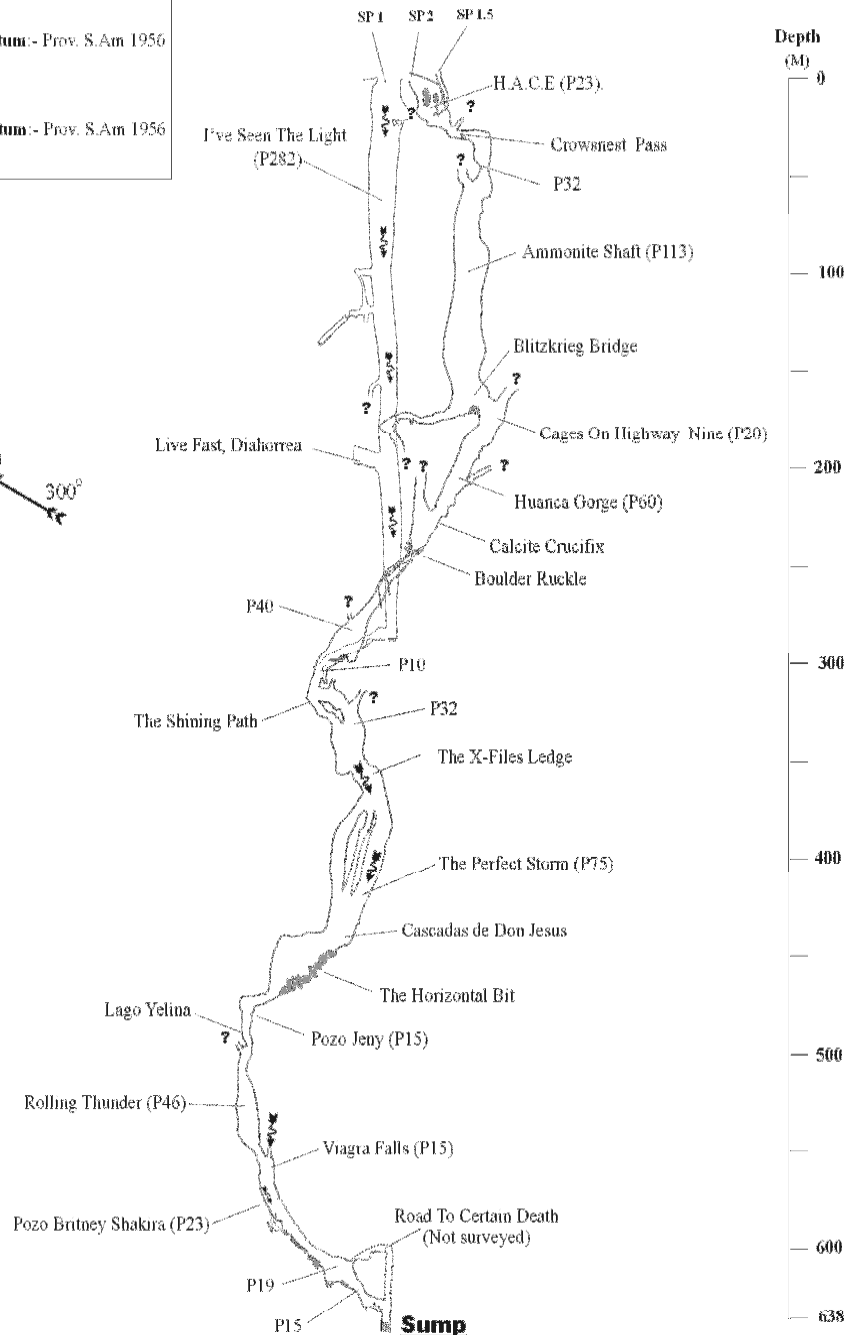 tum:- Prov. S.Am 1956
tum:- Prov. S.Am 1956
300°
SP 1
SP 2
SP 1.5
Depth
(M)
0
H.A.C.E (P23).
?
?
I've Seen The Light
(P282)
Crowsnest Pass
?
P32
Ammonite Shaft (P113)
100
Blitzkrieg Bridge
?
?
Cages On Highway Nine (P20)
Live Fast, Diahorrea
?
?
?
200
Huanca Gorge (P60)
Calcite Crucifix
Boulder Ruckle
P40
?
P10
300
?
P32
The Shining Path
The X-Files Ledge
The Perfect Storm (P75)
400
Cascadas de Don Jesus
The Horizontal Bit
Lago Yelina
?
Pozo Jeny (P15)
500
Rolling Thunder (P46)
Viagra Falls (P15)
Pozo Britney Shakira (P23)
Road To Certain Death
(Not surveyed)
600
P19
P15
Sump
638